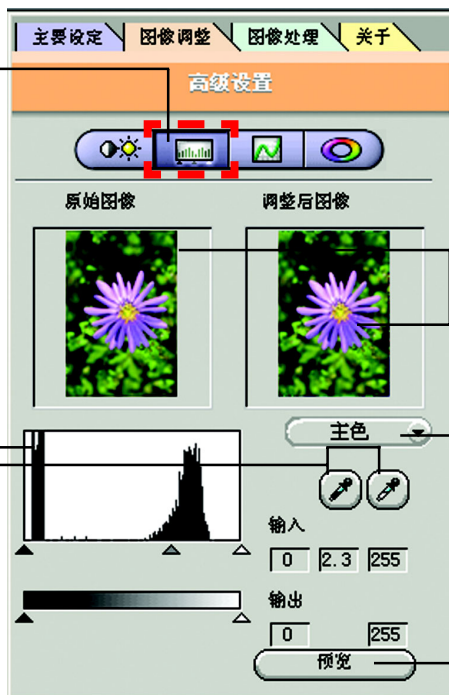 主要设定 图像调整 图像处理 关于
高级设置
原始图像 调整后图像
主色
输入
0 2.3 255
输出
0 255
预览